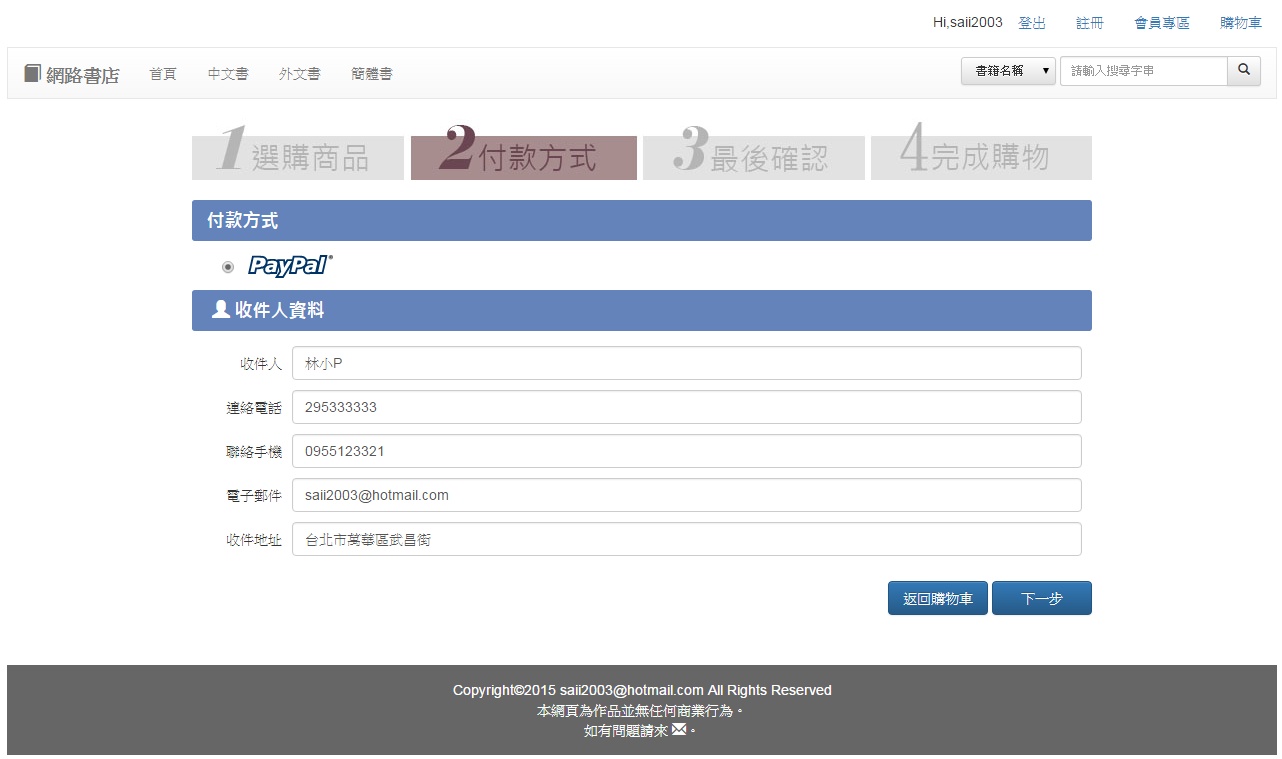 Hi,saii2003 登出 註冊 會員專區 購物車
網路書店 首頁 中文書 外文書 簡體書 書籍名稱 請輸入搜尋字串
1選購商品 2付款方式 3最後確認 4完成購物
付款方式
PayPal
收件人資料
收件人 林小P
連絡電話 295333333
聯絡手機 0955123321
電子郵件 saii2003@hotmail.com
收件地址 台北市萬華區武昌街
返回購物車 下一步
Copyright©2015 saii2003@hotmail.com All Rights Reserved
本網頁為作品並無任何商業行為。
如有問題請來 。